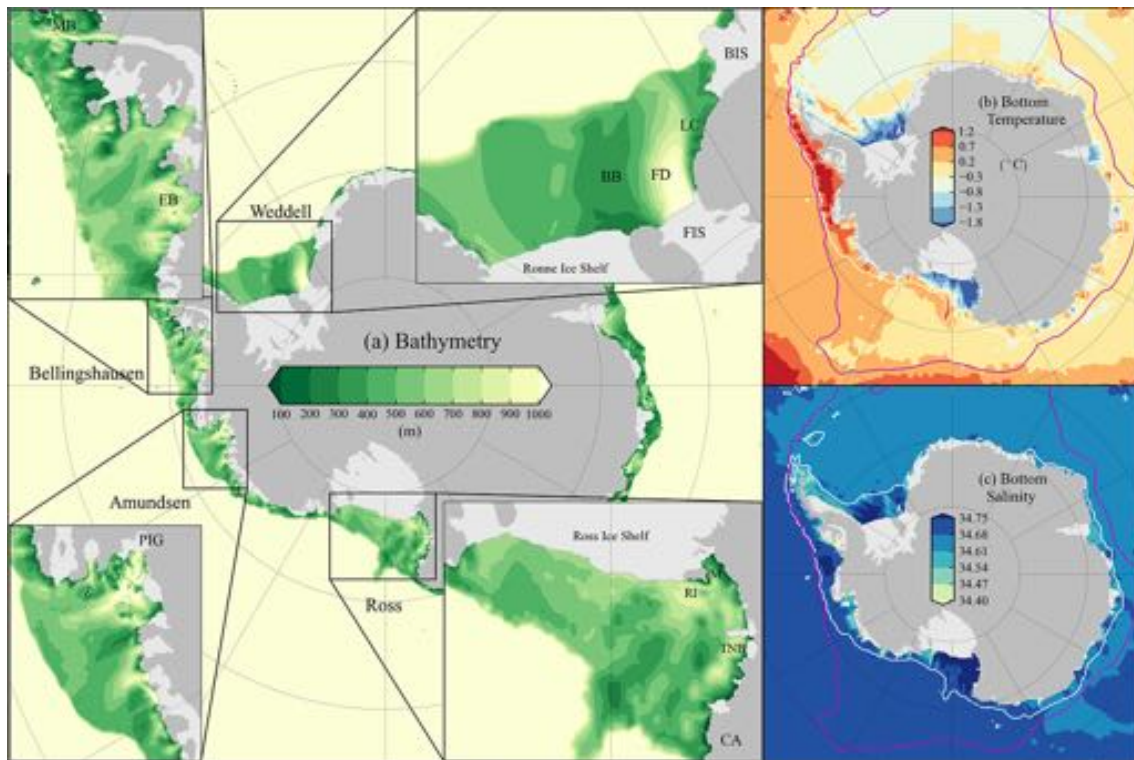 MB
EB
BIS
LC
BB
FD
FIS
Ronne Ice Shelf
Weddell
(a) Bathymetry
100 200 300 400 500 600 700 800 900 1000
(m)
Bellingshausen
Amundsen
PIG
Ross
Ross Ice Shelf
RI
TNB
CA
(b) Bottom
Temperature
1.2
0.7
0.2
−0.3
−0.8
−1.3
−1.8
(°C)
(c) Bottom
Salinity
34.75
34.68
34.61
34.54
34.47
34.40